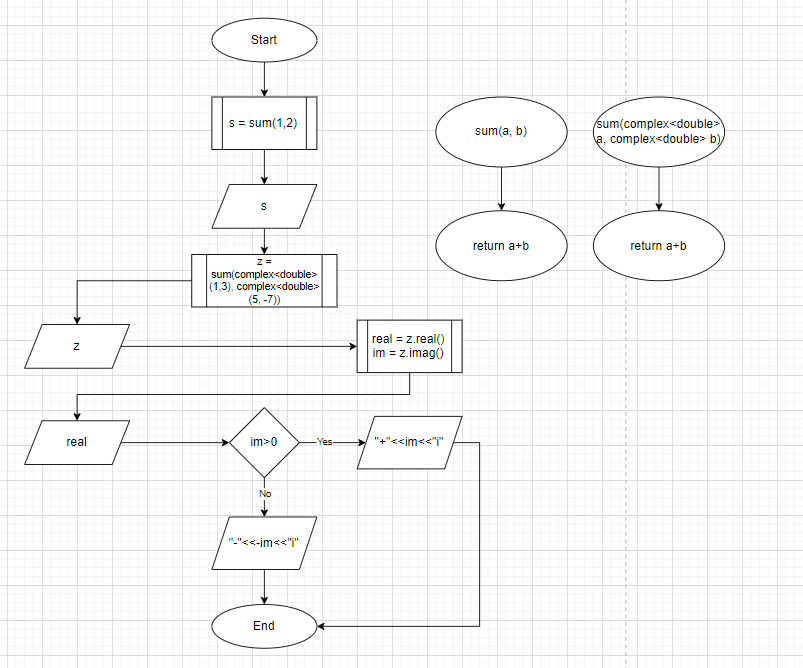 Start
s = sum(1,2)
s
z =
sum(complex<double>
(1,3), complex<double>
(5, -7))
z
real = z.real()
im = z.imag()
real
im>0
Yes
"+"<<im<<"i"
No
"-"<<-im<<"i"
End
sum(a, b)
return a+b
sum(complex<double>
a, complex<double> b)
return a+b